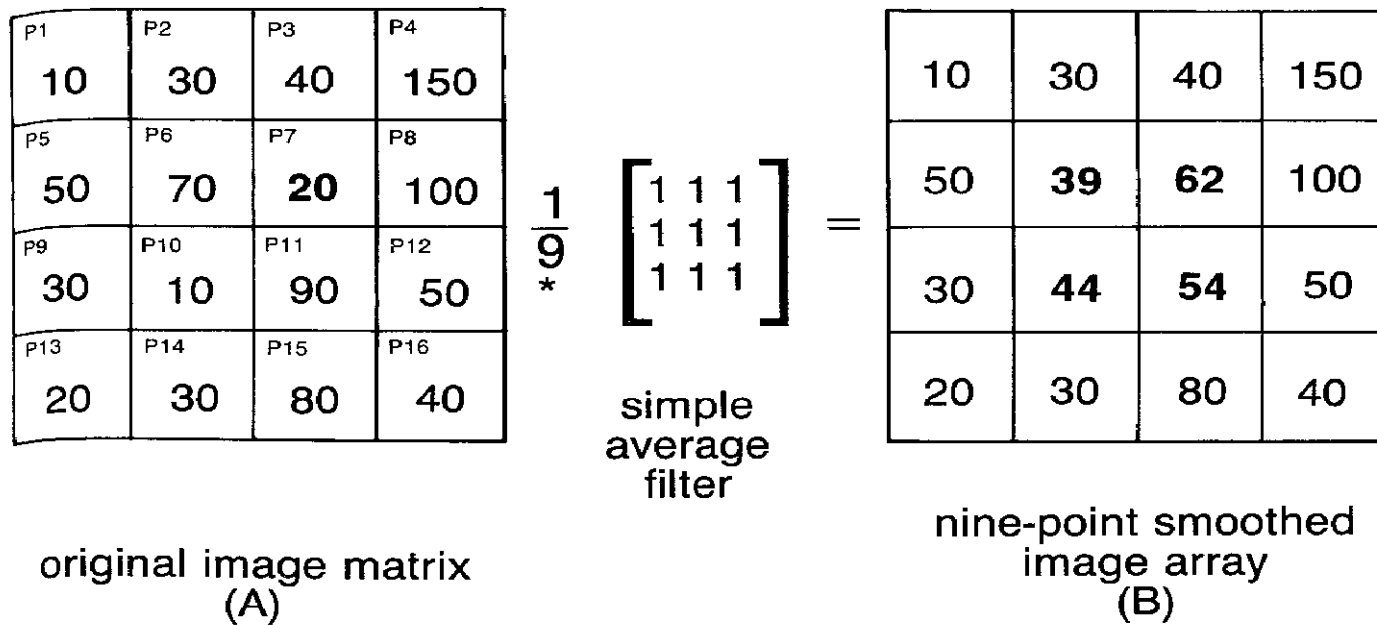 P1 P2 P3 P4
10 30 40 150
P5 P6 P7 P8
50 70 20 100
P9 P10 P11 P12
30 10 90 50
P13 P14 P15 P16
20 30 80 40
original image matrix
(A)
1
9
*
1 1 1
1 1 1
1 1 1
simple
average
filter
=
10 30 40 150
50 39 62 100
30 44 54 50
20 30 80 40
nine-point smoothed
image array
(B)